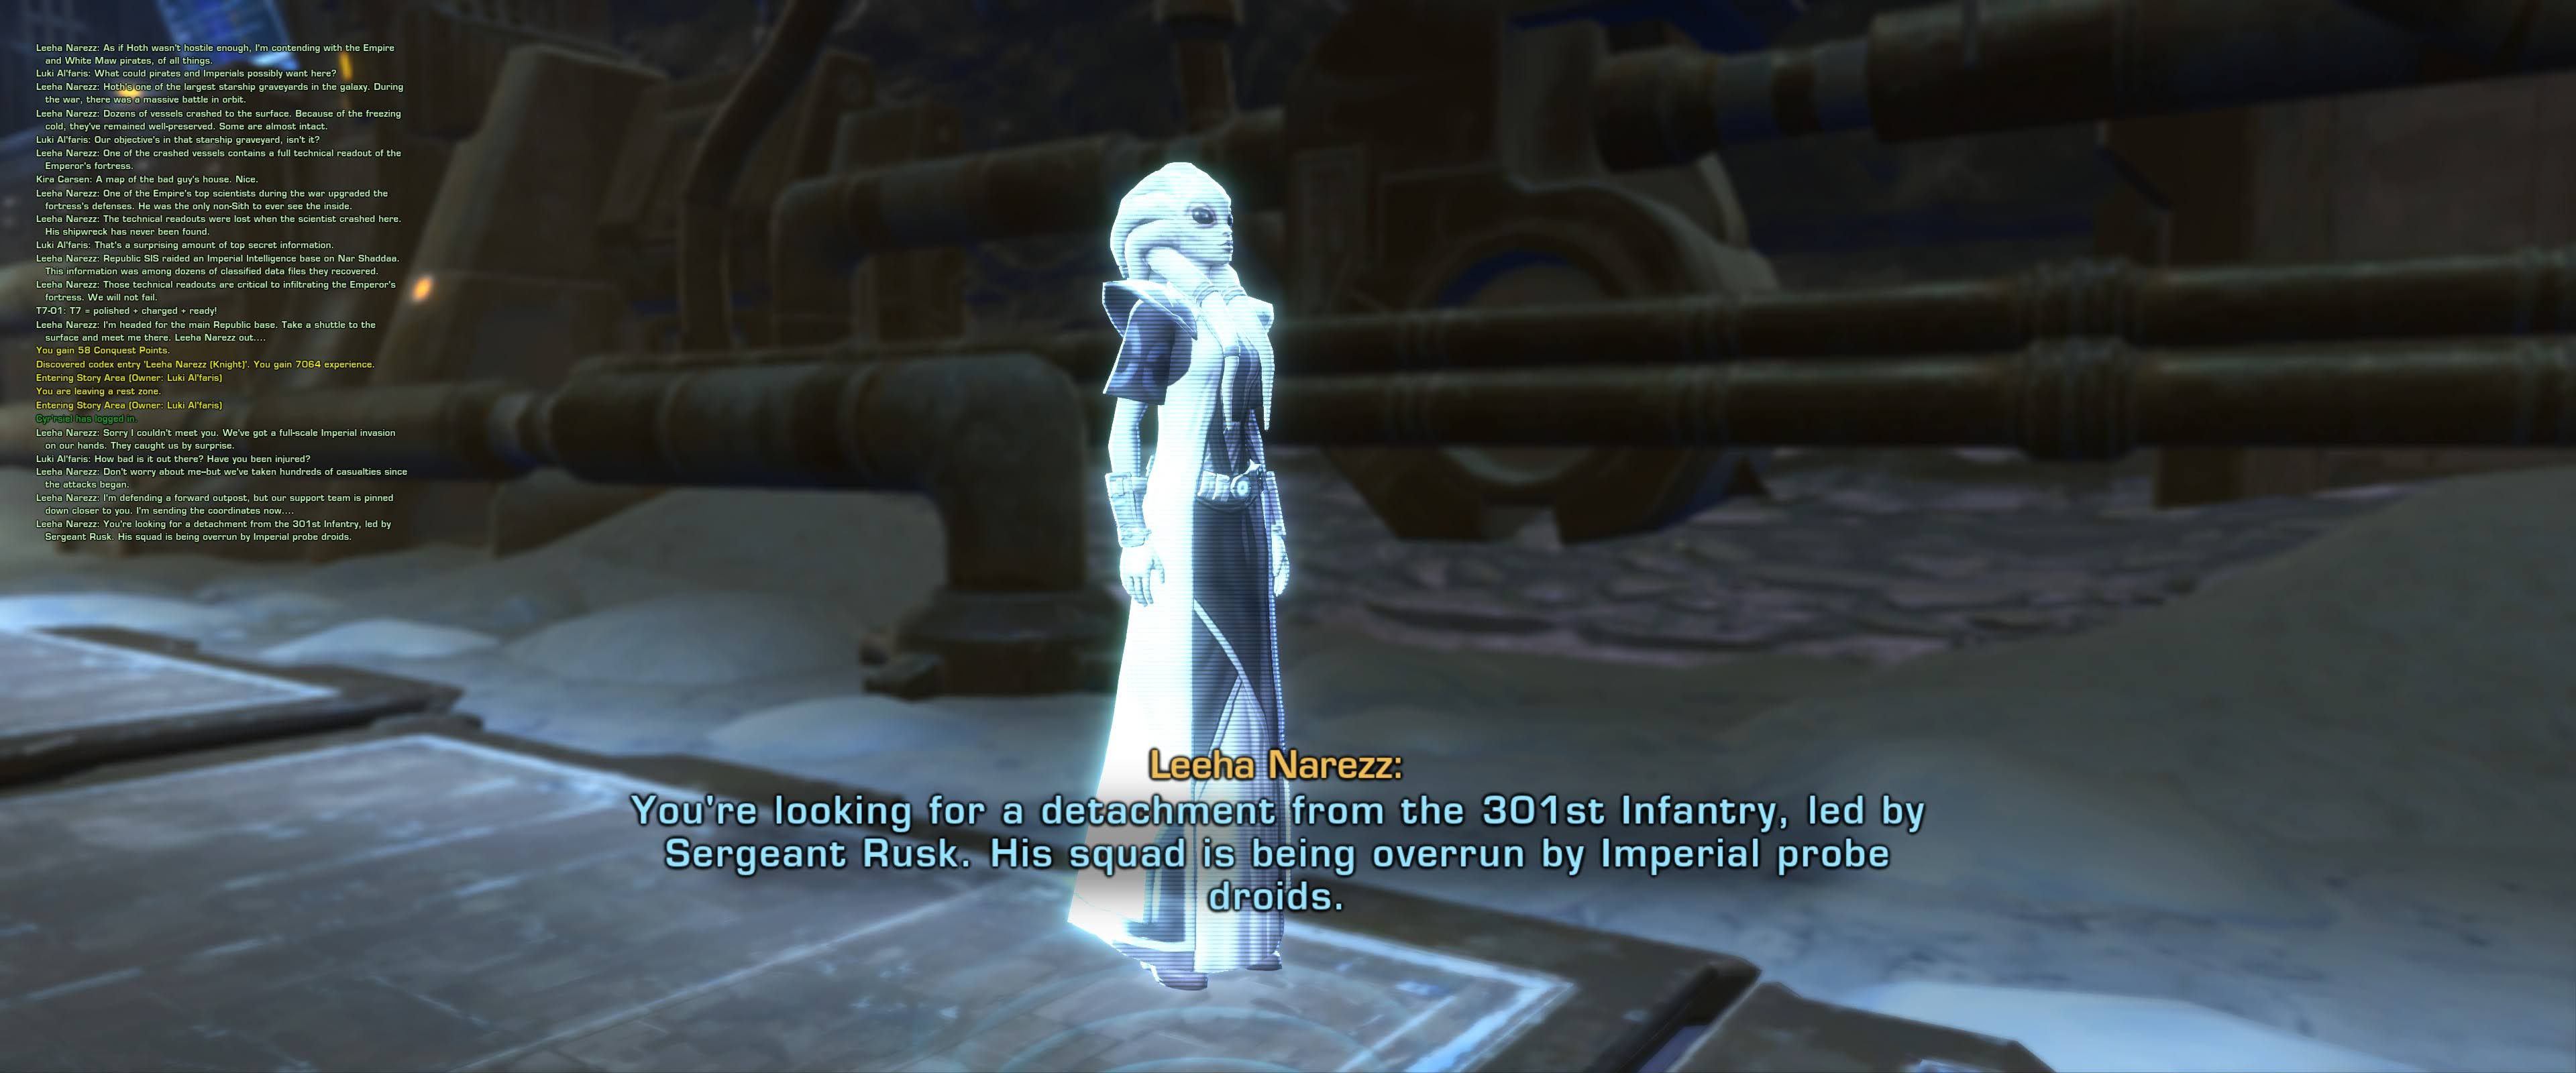 Leeha Narezz: As if Hoth wasn't hostile enough, I'm contending with the Empire
and White Maw pirates, of all things.
Luki Al'faris: What could pirates and Imperials possibly want here?
Leeha Narezz: Hoth's one of the largest starship graveyards in the galaxy. During
the war, there was a massive battle in orbit.
Leeha Narezz: Dozens of vessels crashed to the surface. Because of the freezing
cold, they've remained well-preserved. Some are almost intact.
Luki Al'faris: Our objective's in that starship graveyard, isn't it?
Leeha Narezz: One of the crashed vessels contains a full technical readout of the
Emperor's fortress.
Kira Carsen: A map of the bad guy's house. Nice.
Leeha Narezz: One of the Empire's top scientists during the war upgraded the
fortress's defenses. He was the only non-Sith to ever see the inside.
Leeha Narezz: The technical readouts were lost when the scientist crashed here.
His shipwreck has never been found.
Luki Al'faris: That's a surprising amount of top secret information.
Leeha Narezz: Republic SIS raided an Imperial Intelligence base on Nar Shaddaa.
This information was among dozens of classified data files they recovered.
Leeha Narezz: Those technical readouts are critical to infiltrating the Emperor's
fortress. We will not fail.
T7-O1: T7 = polished + charged + ready!
Leeha Narezz: I'm headed for the main Republic base. Take a shuttle to the
surface and meet me there. Leeha Narezz out....
You gain 58 Conquest Points.
Discovered codex entry 'Leeha Narezz (Knight)'. You gain 7064 experience.
Entering Story Area (Owner: Luki Al'faris)
You are leaving a rest zone.
Entering Story Area (Owner: Luki Al'faris)
has logged in.
Leeha Narezz: Sorry I couldn't meet you. We've got a full-scale Imperial invasion
on our hands. They caught us by surprise.
Luki Al'faris: How bad is it out there? Have you been injured?
Leeha Narezz: Don't worry about me–but we've taken hundreds of casualties since
the attacks began.
Leeha Narezz: I'm defending a forward outpost, but our support team is pinned
down closer to you. I'm sending the coordinates now....
Leeha Narezz: You're looking for a detachment from the 301st Infantry, led by
Sergeant Rusk. His squad is being overrun by Imperial probe droids.
Leeha Narezz:
You're looking for a detachment from the 301st Infantry, led by
Sergeant Rusk. His squad is being overrun by Imperial probe
droids.